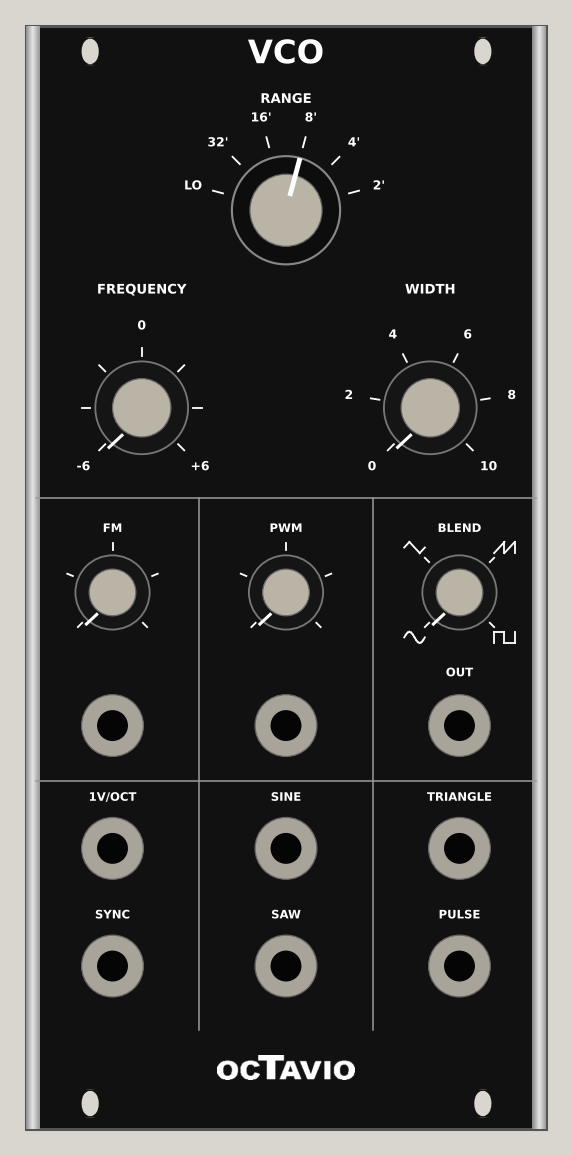 VCO
RANGE
16' 8'
32' 4'
LO 2'
FREQUENCY WIDTH
0
4 6
2 8
-6 +6 0 10
FM PWM BLEND
OUT
1V/OCT SINE TRIANGLE
SYNC SAW PULSE
OCTAVIO